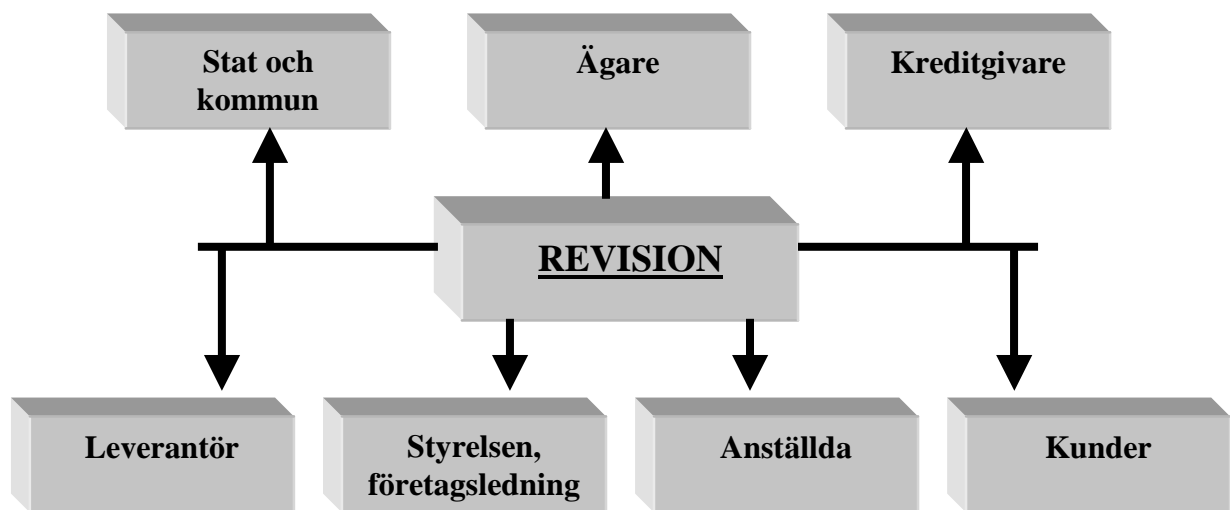 Stat och
kommun
Ägare
Kreditgivare
REVISION
Leverantör
Styrelsen,
företagsledning
Anställda
Kunder